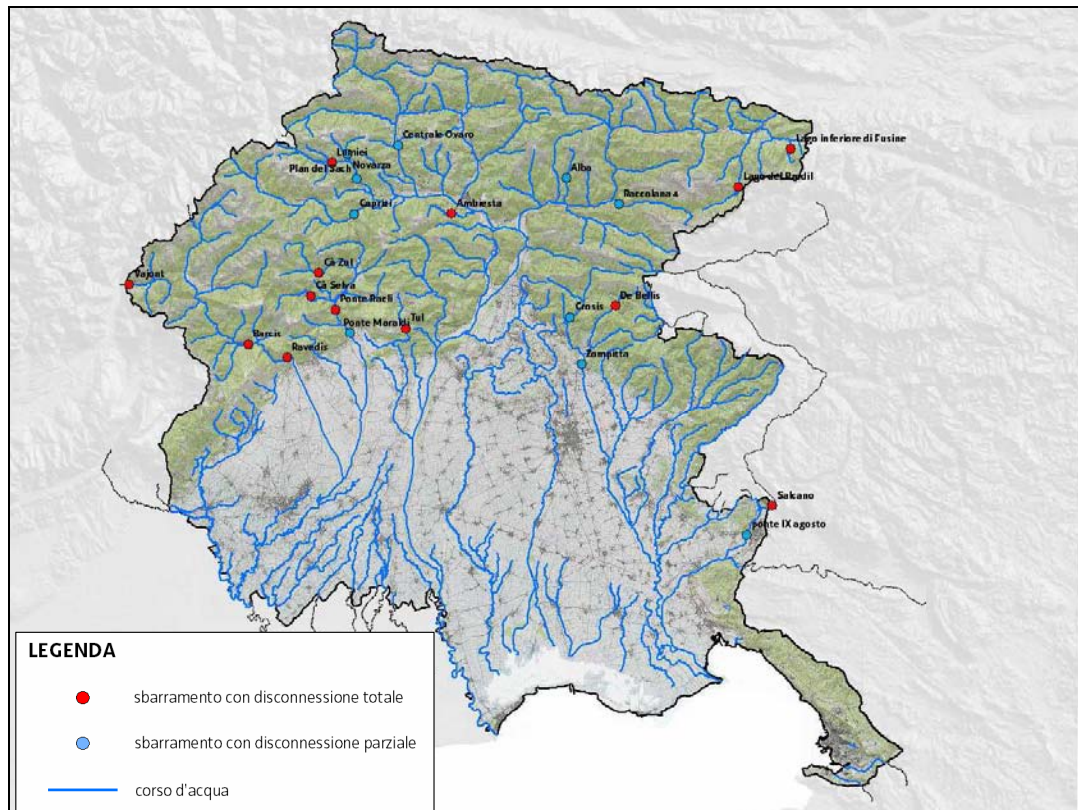 Centrale Ovaro
Lago inferiore di Fusine
Lumiei
Plan del Sach
Novarza
Alba
Lago del Predil
Raccolana 4
Caprizi
Ambiesta
Cà Zul
Vajont
Cà Selva
Ponte Racli
De Bellis
Crosis
Tul
Ponte Maraldi
Barcis
Ravedis
Zompitta
Salcano
ponte IX agosto
LEGENDA
sbarramento con disconnessione totale
sbarramento con disconnessione parziale
corso d'acqua